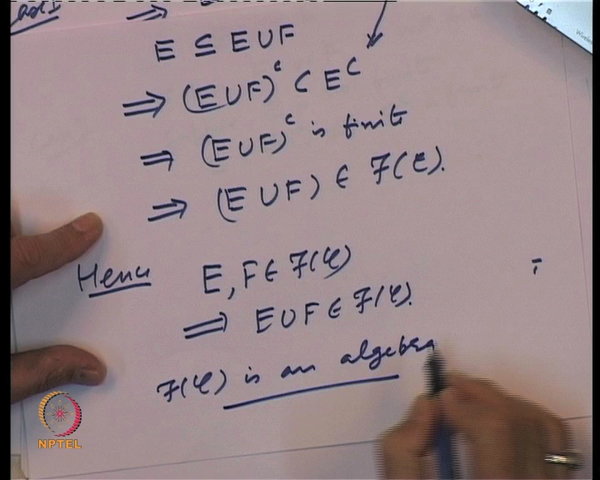 ⇒
E ⊆ E ∪ F
⇒ (E ∪ F)ᶜ ⊂ Eᶜ
⇒ (E ∪ F)ᶜ is finite
⇒ (E ∪ F) ∈ F(C).
Hence E, F ∈ F(C)
⇒ E ∪ F ∈ F(C).
F(C) is an algebra
NPTEL